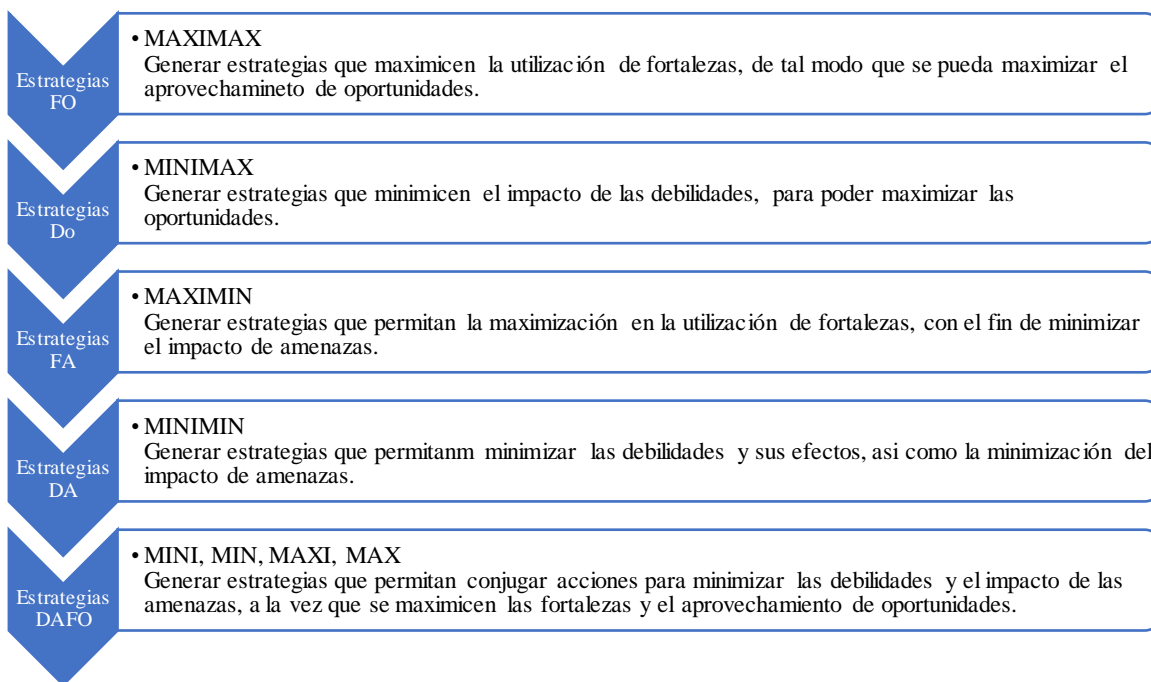 Estrategias
FO
• MAXIMAX
Generar estrategias que maximicen la utilización de fortalezas, de tal modo que se pueda maximizar el
aprovechamineto de oportunidades.
Estrategias
Do
• MINIMAX
Generar estrategias que minimicen el impacto de las debilidades, para poder maximizar las
oportunidades.
Estrategias
FA
• MAXIMIN
Generar estrategias que permitan la maximización en la utilización de fortalezas, con el fin de minimizar
el impacto de amenazas.
Estrategias
DA
• MINIMIN
Generar estrategias que permitanm minimizar las debilidades y sus efectos, asi como la minimización del
impacto de amenazas.
Estrategias
DAFO
• MINI, MIN, MAXI, MAX
Generar estrategias que permitan conjugar acciones para minimizar las debilidades y el impacto de las
amenazas, a la vez que se maximicen las fortalezas y el aprovechamiento de oportunidades.